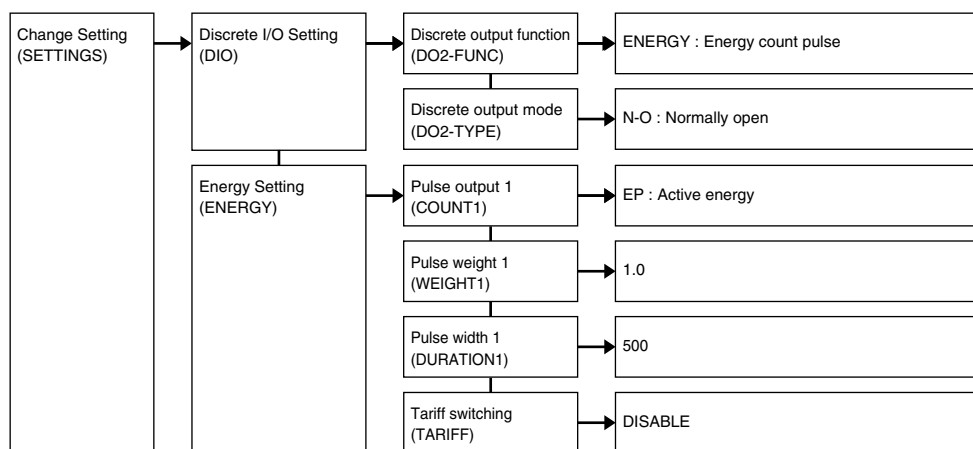 Change Setting
(SETTINGS)
Discrete I/O Setting
(DIO)
Discrete output function
(DO2-FUNC)
ENERGY : Energy count pulse
Discrete output mode
(DO2-TYPE)
N-O : Normally open
Energy Setting
(ENERGY)
Pulse output 1
(COUNT1)
EP : Active energy
Pulse weight 1
(WEIGHT1)
1.0
Pulse width 1
(DURATION1)
500
Tariff switching
(TARIFF)
DISABLE